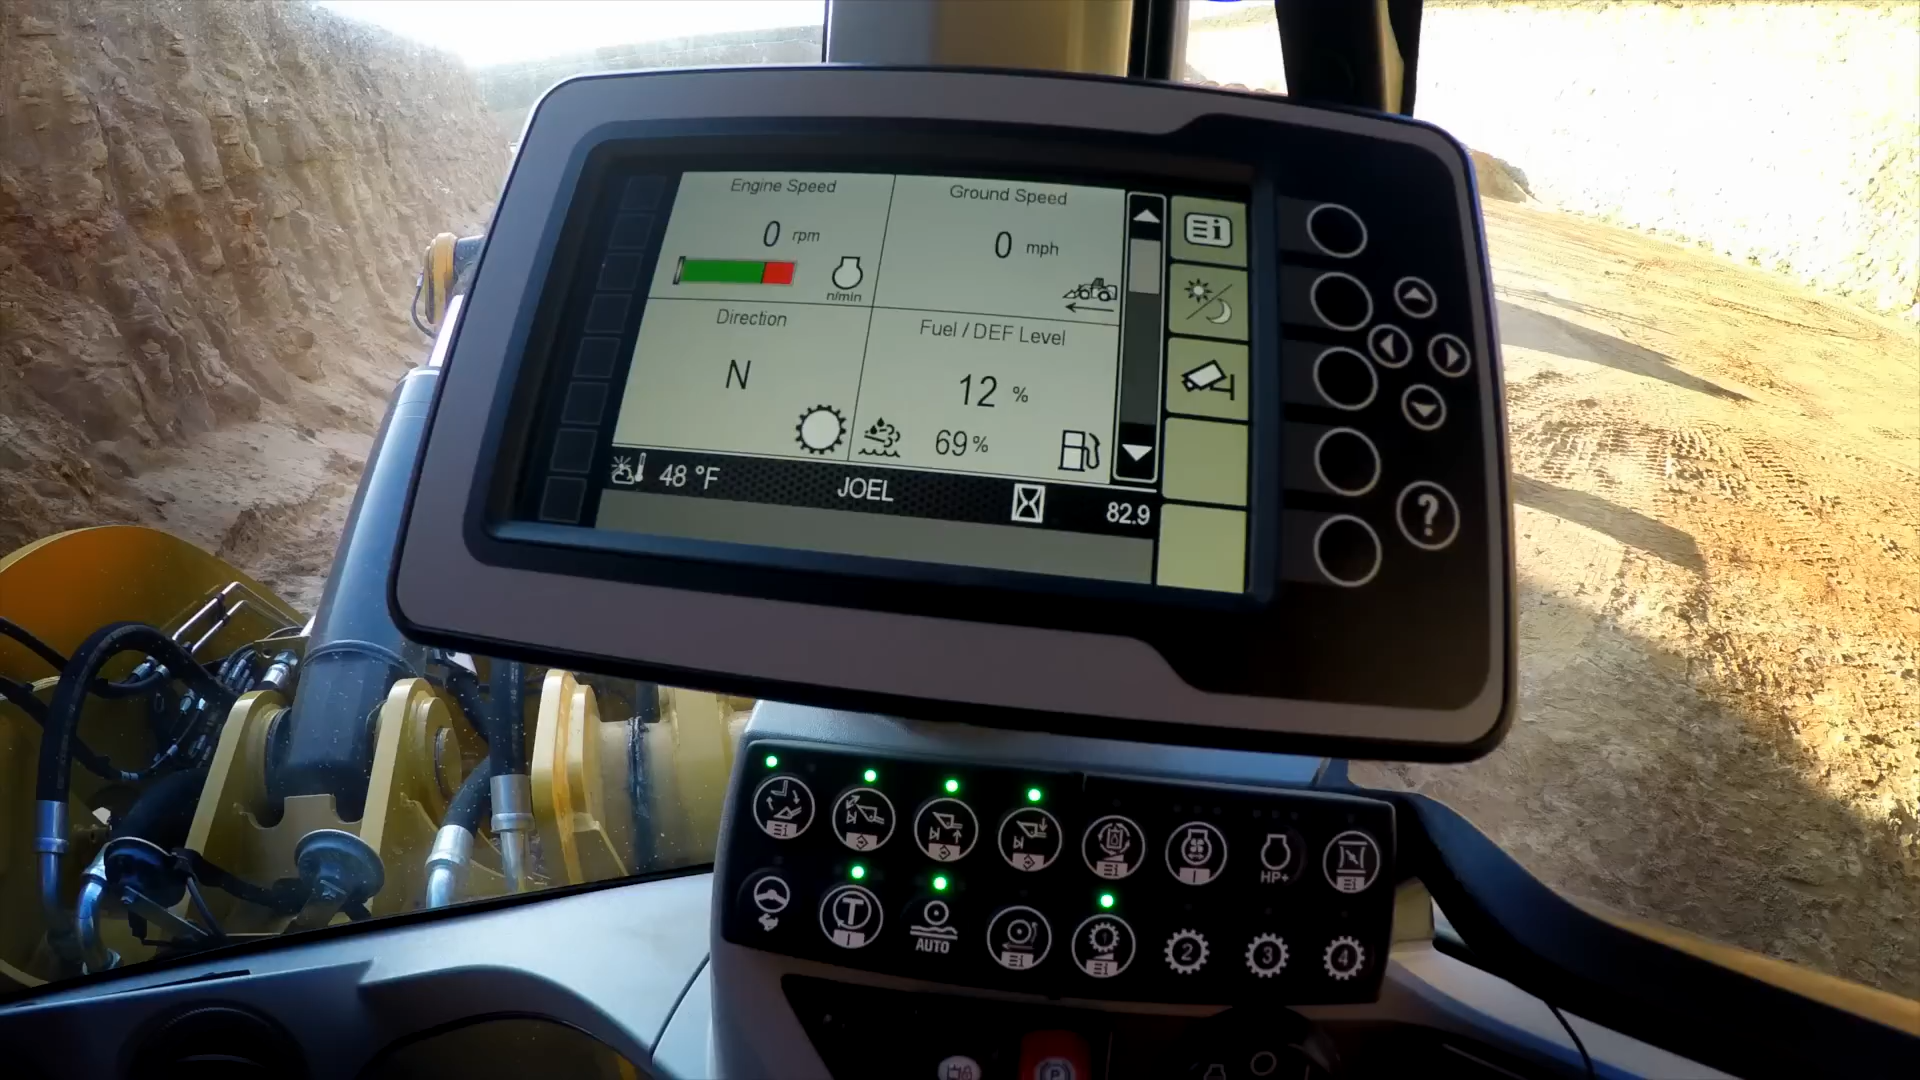 Engine Speed
0 rpm
n/min
Ground Speed
0 mph
Direction
N
Fuel / DEF Level
12 %
69 %
48 °F
JOEL
82.9
?
HP+
T
AUTO
1
2
3
4
P